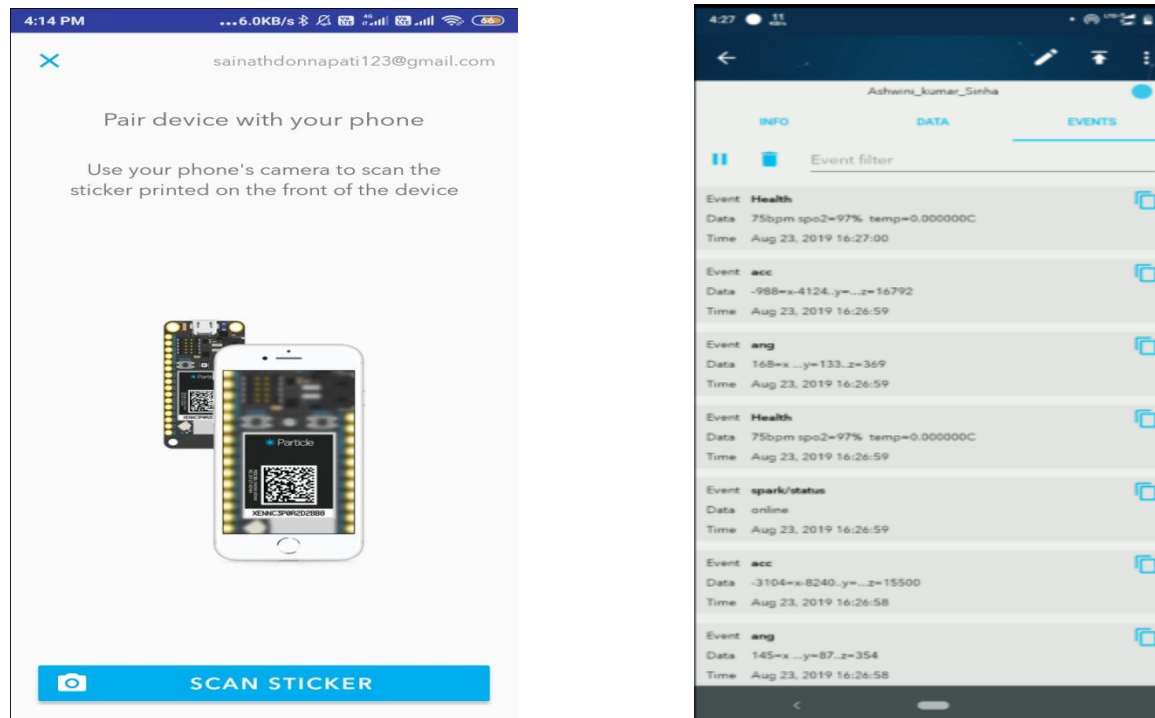 4:14 PM
...6.0KB/s
66
sainathdonnapati123@gmail.com
Pair device with your phone
Use your phone's camera to scan the
sticker printed on the front of the device
Particle
XENNC3P0R2D2BBB
SCAN STICKER
4:27
11
Ashwini_kumar_Sinha
INFO DATA EVENTS
Event filter
Event Health
Data 75bpm spo2=97% temp=0.000000C
Time Aug 23, 2019 16:27:00
Event acc
Data -988=x-4124..y=...z=16792
Time Aug 23, 2019 16:26:59
Event ang
Data 168=x ...y=133..z=369
Time Aug 23, 2019 16:26:59
Event Health
Data 75bpm spo2=97% temp=0.000000C
Time Aug 23, 2019 16:26:59
Event spark/status
Data online
Time Aug 23, 2019 16:26:59
Event acc
Data -3104=x-8240..y=...z=15500
Time Aug 23, 2019 16:26:58
Event ang
Data 145=x ...y=87..z=354
Time Aug 23, 2019 16:26:58